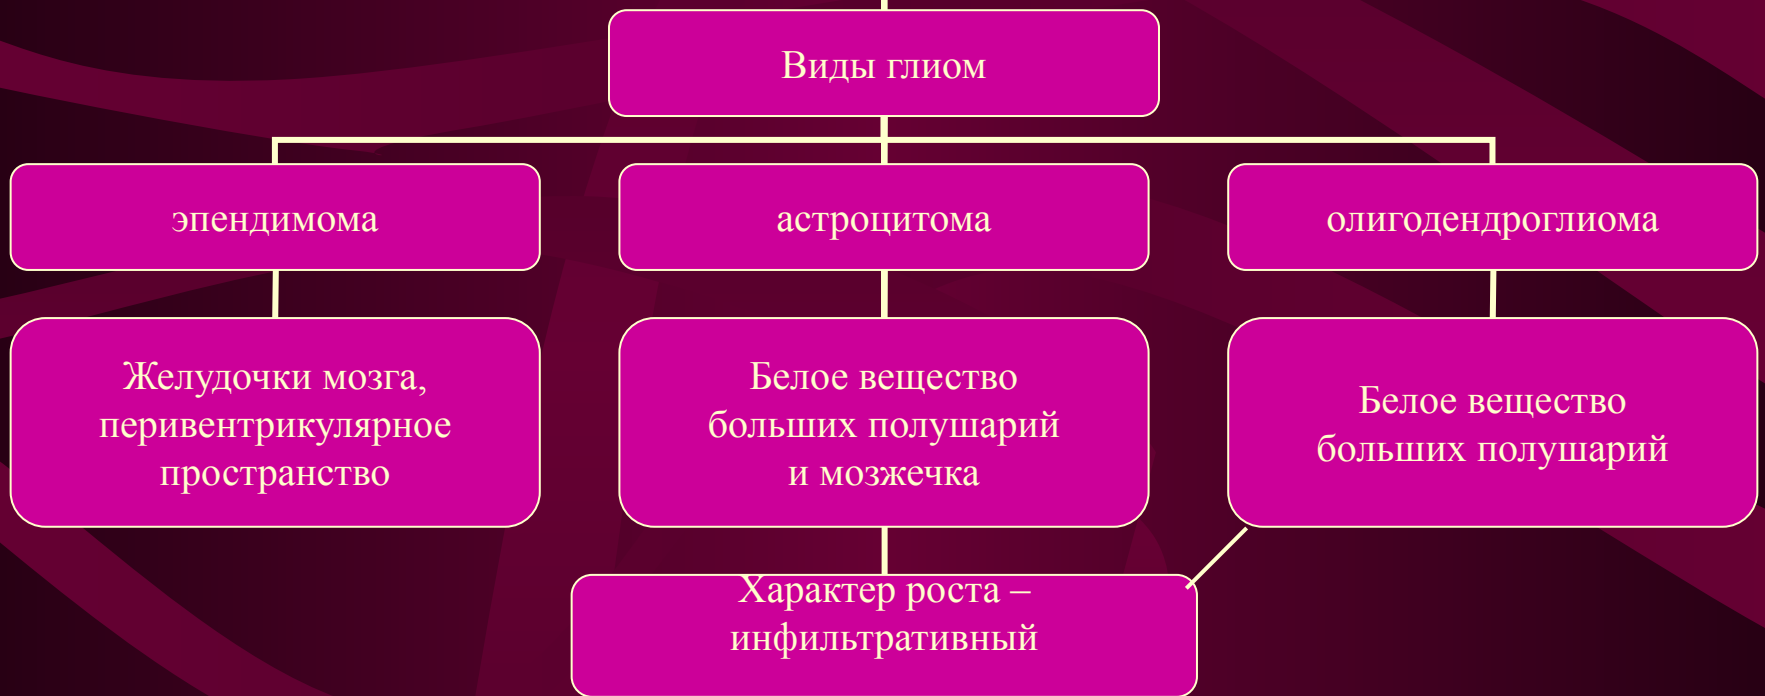 Виды глиом
эпендимома
астроцитома
олигодендроглиома
Желудочки мозга,
перивентрикулярное
пространство
Белое вещество
больших полушарий
и мозжечка
Белое вещество
больших полушарий
Характер роста –
инфильтративный